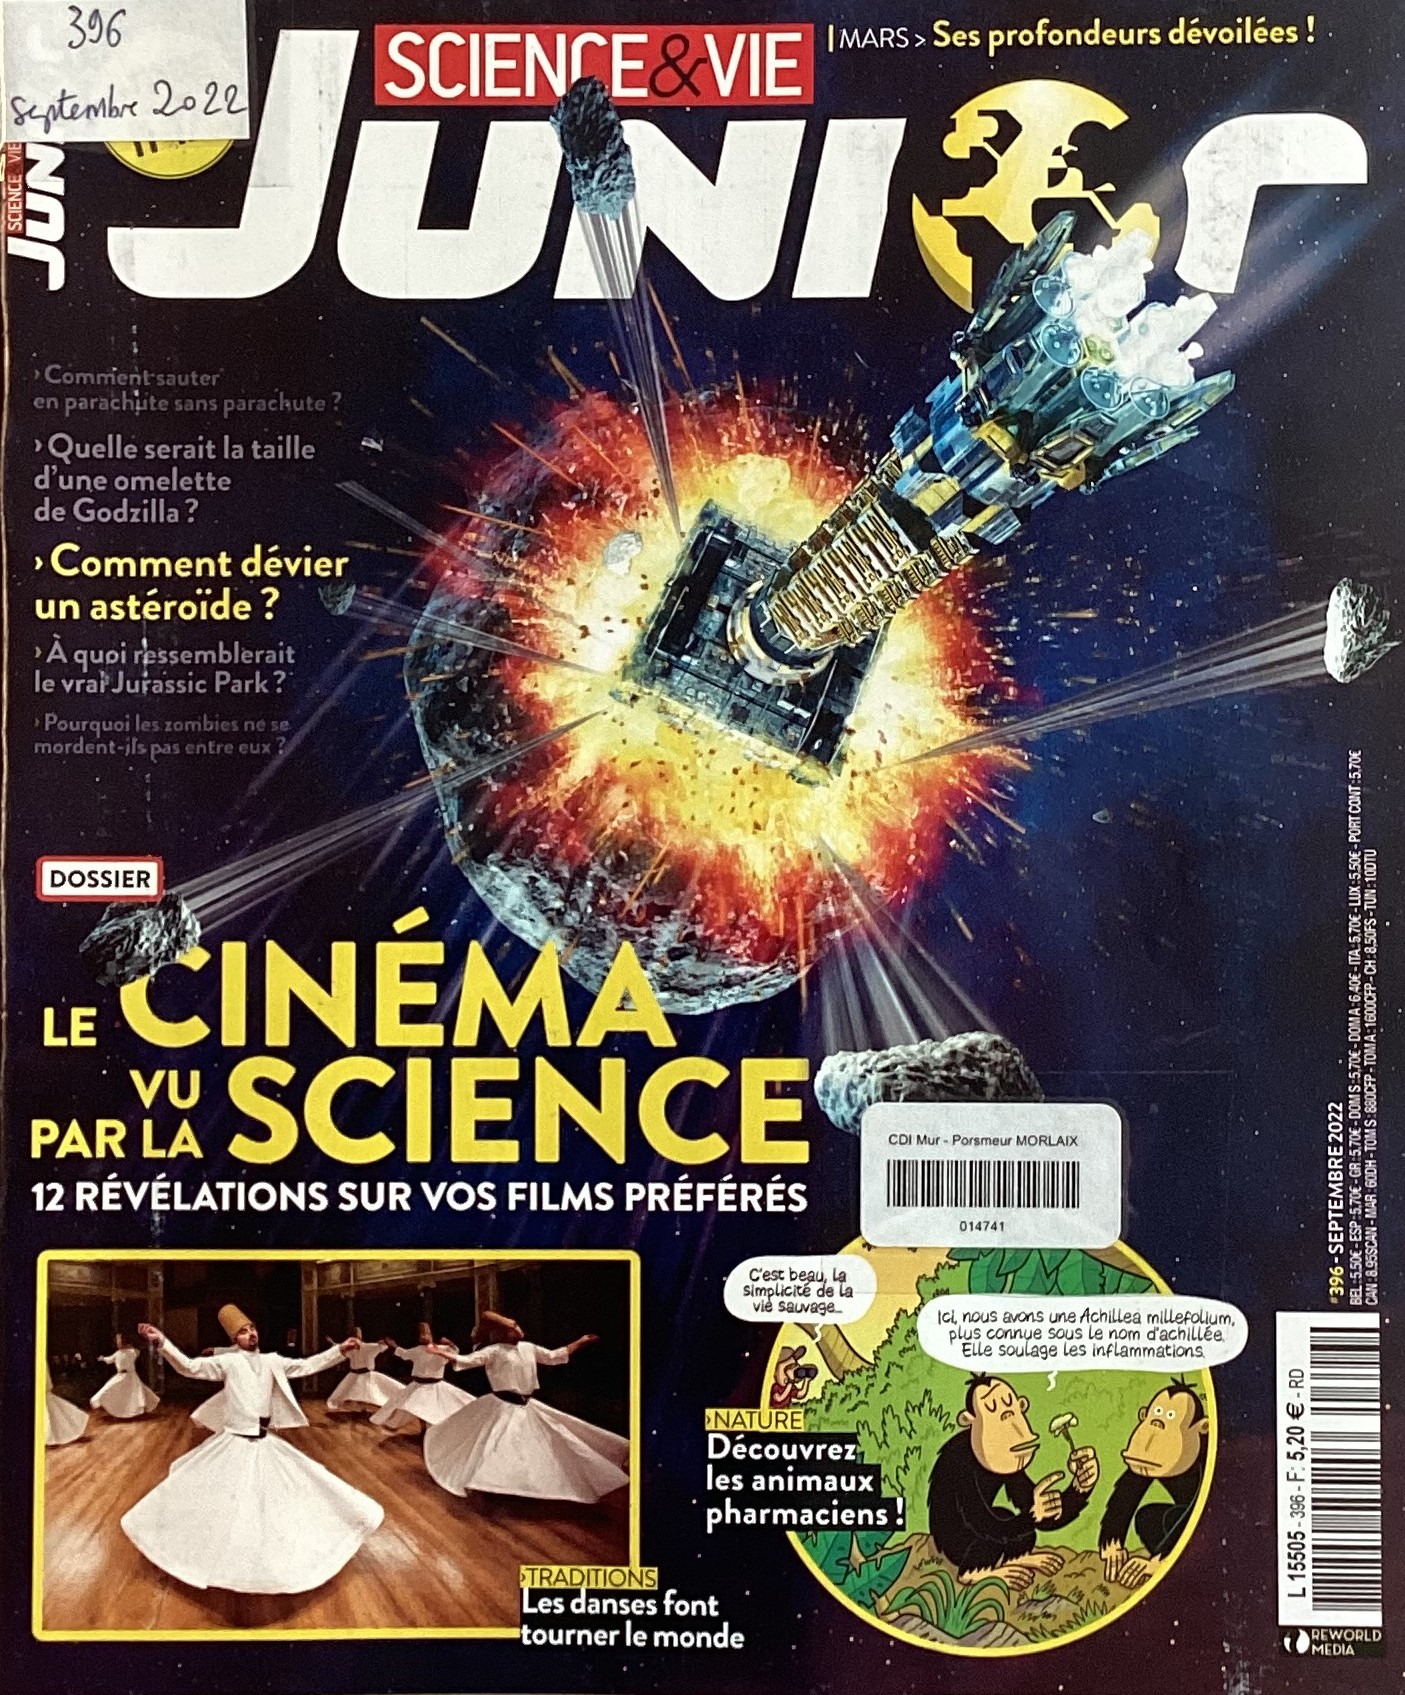 396
septembre 2022
SCIENCE&VIE
JUNIOR
MARS > Ses profondeurs dévoilées !
SCIENCE VIE
› Comment sauter
en parachute sans parachute ?
› Quelle serait la taille
d'une omelette
de Godzilla ?
› Comment dévier
un astéroïde ?
› À quoi ressemblerait
le vrai Jurassic Park ?
› Pourquoi les zombies ne se
mordent-ils pas entre eux ?
DOSSIER
LE CINÉMA
VU
PAR LA SCIENCE
12 RÉVÉLATIONS SUR VOS FILMS PRÉFÉRÉS
CDI Mur - Porsmeur MORLAIX
014741
C'est beau, la
simplicité de la
vie sauvage...
Ici, nous avons une Achillea millefolium,
plus connue sous le nom d'achillée.
Elle soulage les inflammations.
› NATURE
Découvrez
les animaux
pharmaciens !
› TRADITIONS
Les danses font
tourner le monde
#396 - SEPTEMBRE 2022
BEL : 5,50€ - ESP : 5,70€ - GR : 5,70€ - DOM S : 5,70€ - DOM A : 6,40€ - ITA : 5,70€ - LUX : 5,50€ - PORT CONT : 5,70€
CAN : 8,95$CAN - MAR : 60DH - TOM S : 880CFP - TOM A : 1600CFP - CH : 8,50FS - TUN : 10DTU
L 15505 - 396 - F: 5,20 € - RD
REWORLD
MEDIA